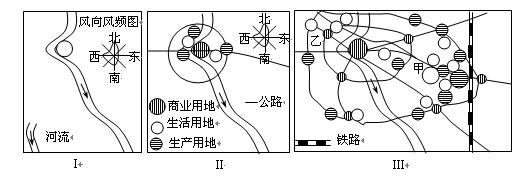 风向风频图
北
西 东
南
河流
I
北
西 东
南
公路
商业用地
生活用地
生产用地
II
乙
甲
铁路
III